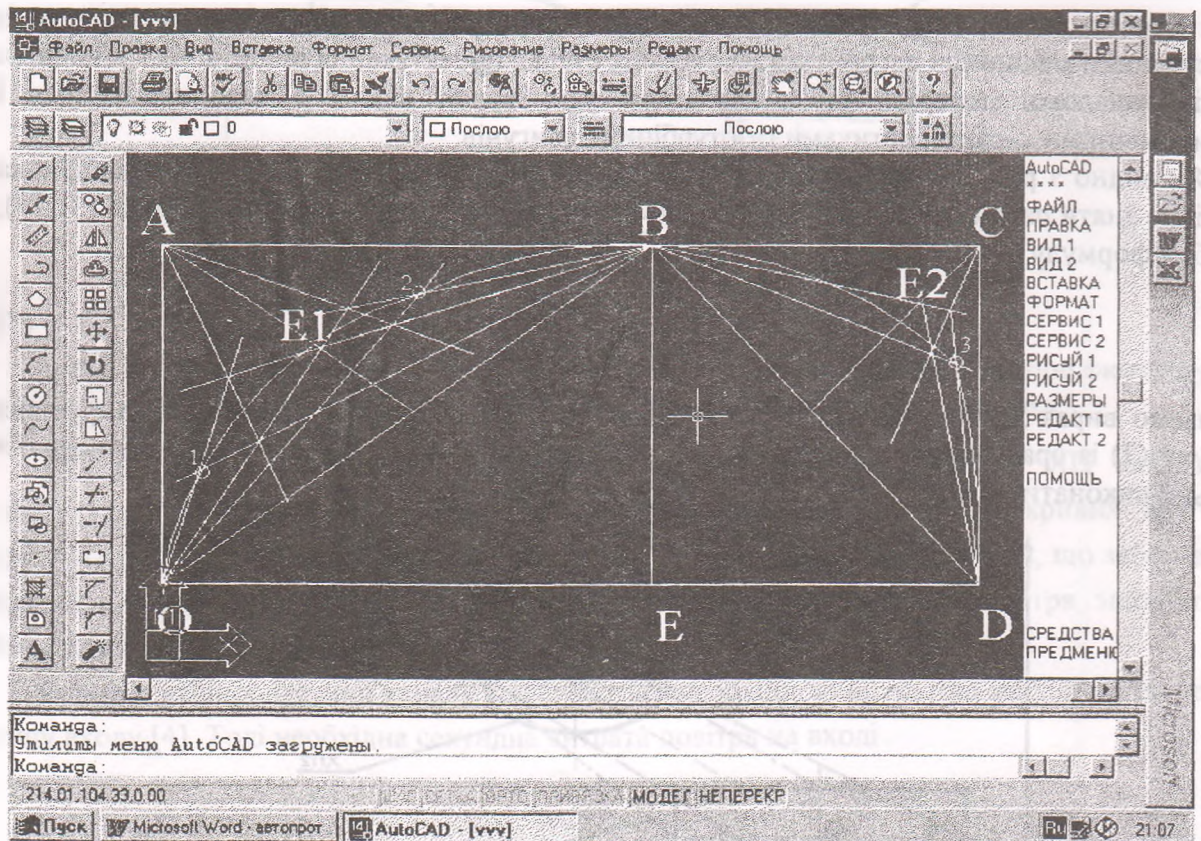 AutoCAD - [vvv]
Файл Правка Вид Вставка Формат Сервис Рисование Размеры Редакт Помощь
0
Послою
Послою
AutoCAD
* * * *
ФАЙЛ
ПРАВКА
ВИД 1
ВИД 2
ВСТАВКА
ФОРМАТ
СЕРВИС 1
СЕРВИС 2
РИСУЙ 1
РИСУЙ 2
РАЗМЕРЫ
РЕДАКТ 1
РЕДАКТ 2
ПОМОЩЬ
СРЕДСТВА
ПРЕДМЕНЮ
A
B
C
E1
2
E2
3
1
O
E
D
X
Команда:
Утилиты меню AutoCAD загружены.
Команда:
214.01,104.33,0.00
МОДЕЛ НЕПЕРЕКР
Пуск
Microsoft Word - автопрот
AutoCAD - [vvv]
Ru
21:07